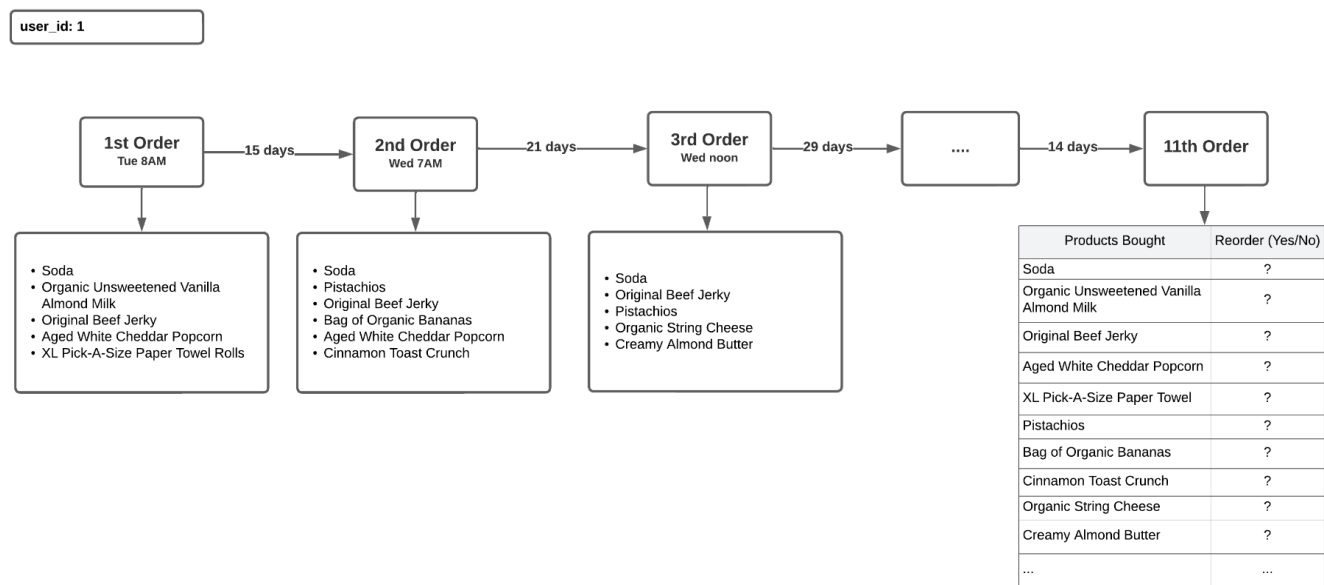 user_id: 1
1st Order
Tue 8AM
15 days
2nd Order
Wed 7AM
21 days
3rd Order
Wed noon
29 days
....
14 days
11th Order
• Soda
• Organic Unsweetened Vanilla
Almond Milk
• Original Beef Jerky
• Aged White Cheddar Popcorn
• XL Pick-A-Size Paper Towel Rolls
• Soda
• Pistachios
• Original Beef Jerky
• Bag of Organic Bananas
• Aged White Cheddar Popcorn
• Cinnamon Toast Crunch
• Soda
• Original Beef Jerky
• Pistachios
• Organic String Cheese
• Creamy Almond Butter
Products Bought Reorder (Yes/No)
Soda ?
Organic Unsweetened Vanilla
Almond Milk ?
Original Beef Jerky ?
Aged White Cheddar Popcorn ?
XL Pick-A-Size Paper Towel ?
Pistachios ?
Bag of Organic Bananas ?
Cinnamon Toast Crunch ?
Organic String Cheese ?
Creamy Almond Butter ?
... ...